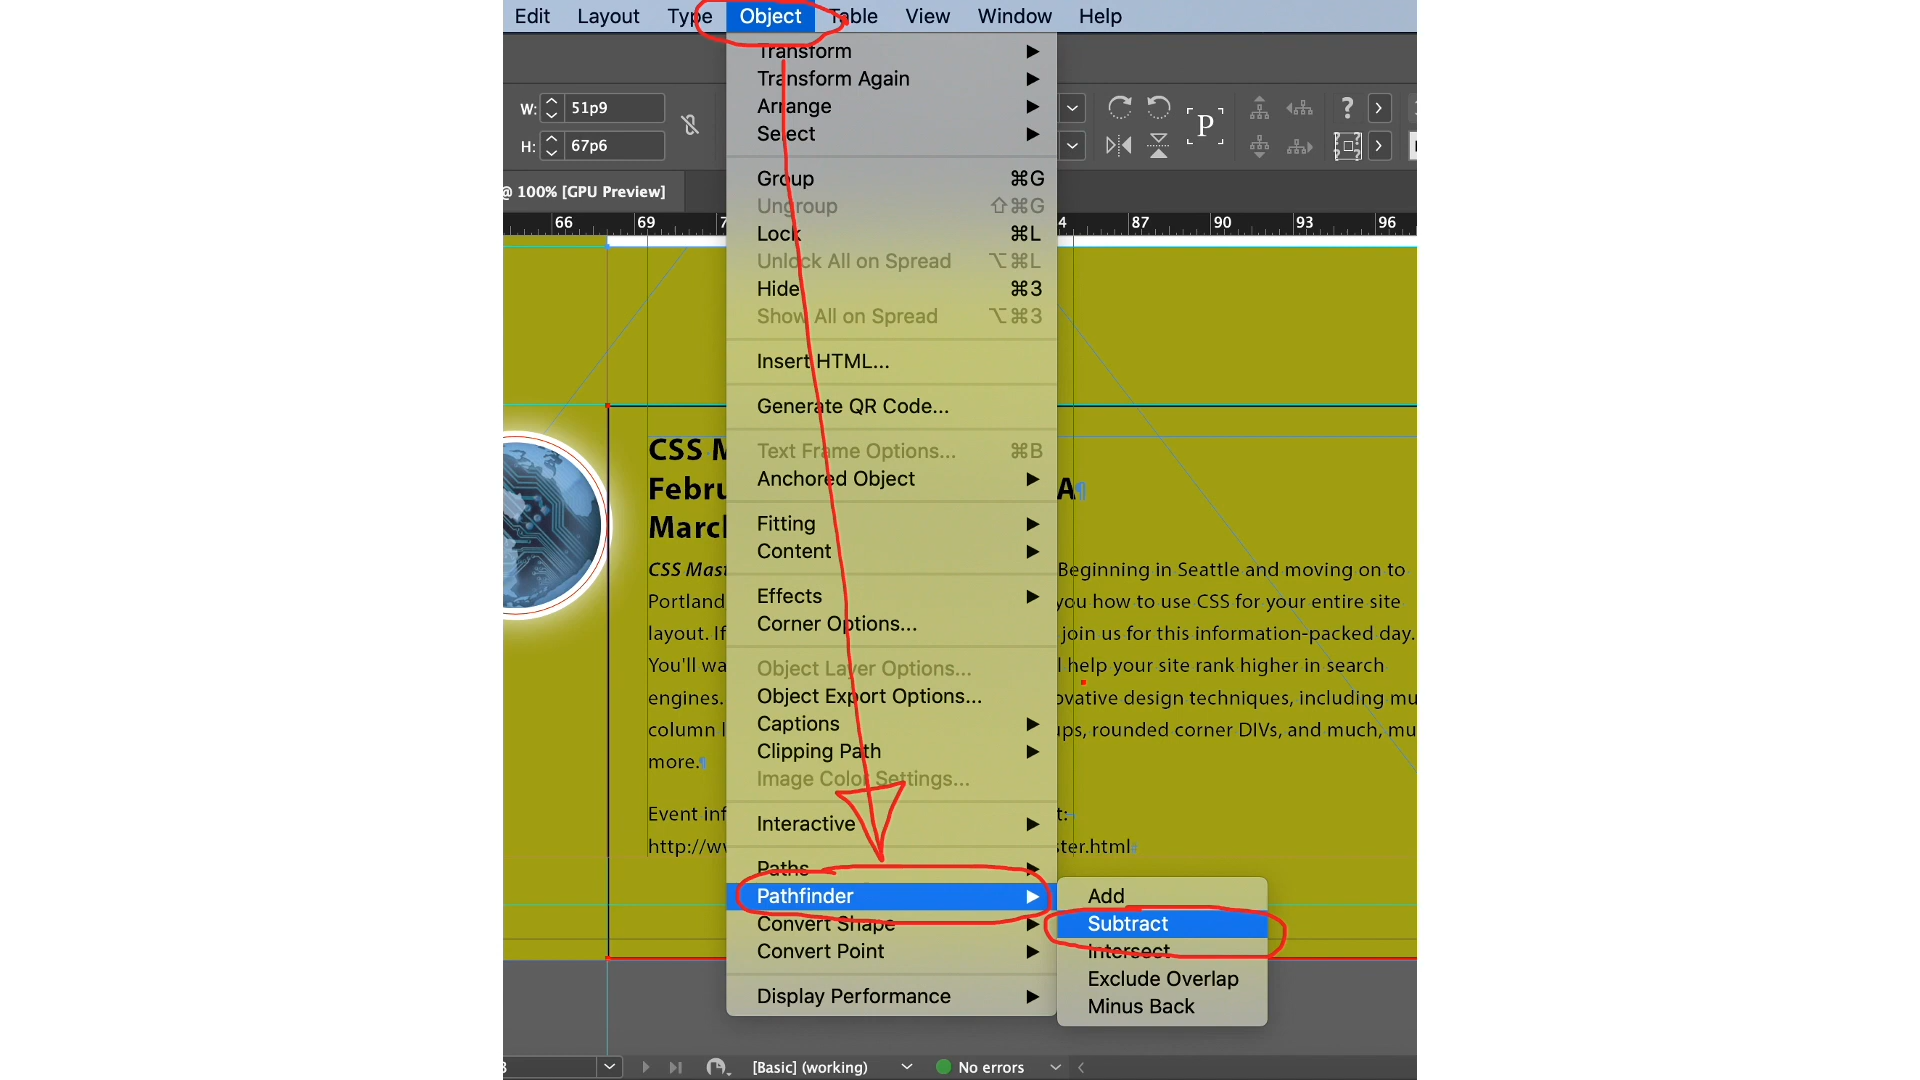 Edit Layout Type Object Table View Window Help
W: 51p9
H: 67p6
P
@ 100% [GPU Preview]
66 69 7 4 87 90 93 96
Transform
Transform Again
Arrange
Select
Group ⌘G
Ungroup ⇧⌘G
Lock ⌘L
Unlock All on Spread ⌥⌘L
Hide ⌘3
Show All on Spread ⌥⌘3
Insert HTML...
Generate QR Code...
Text Frame Options... ⌘B
Anchored Object
Fitting
Content
Effects
Corner Options...
Object Layer Options...
Object Export Options...
Captions
Clipping Path
Image Color Settings...
Interactive
Paths
Pathfinder
Convert Shape
Convert Point
Display Performance
Add
Subtract
Intersect
Exclude Overlap
Minus Back
CSS M
Febru A¶
March
CSS Mast Beginning in Seattle and moving on to
Portland you how to use CSS for your entire site
layout. If join us for this information-packed day.
You'll wa l help your site rank higher in search
engines. ovative design techniques, including mu
column l ups, rounded corner DIVs, and much, mu
more.¶
Event inf t:
http://ww ster.html#
[Basic] (working) No errors